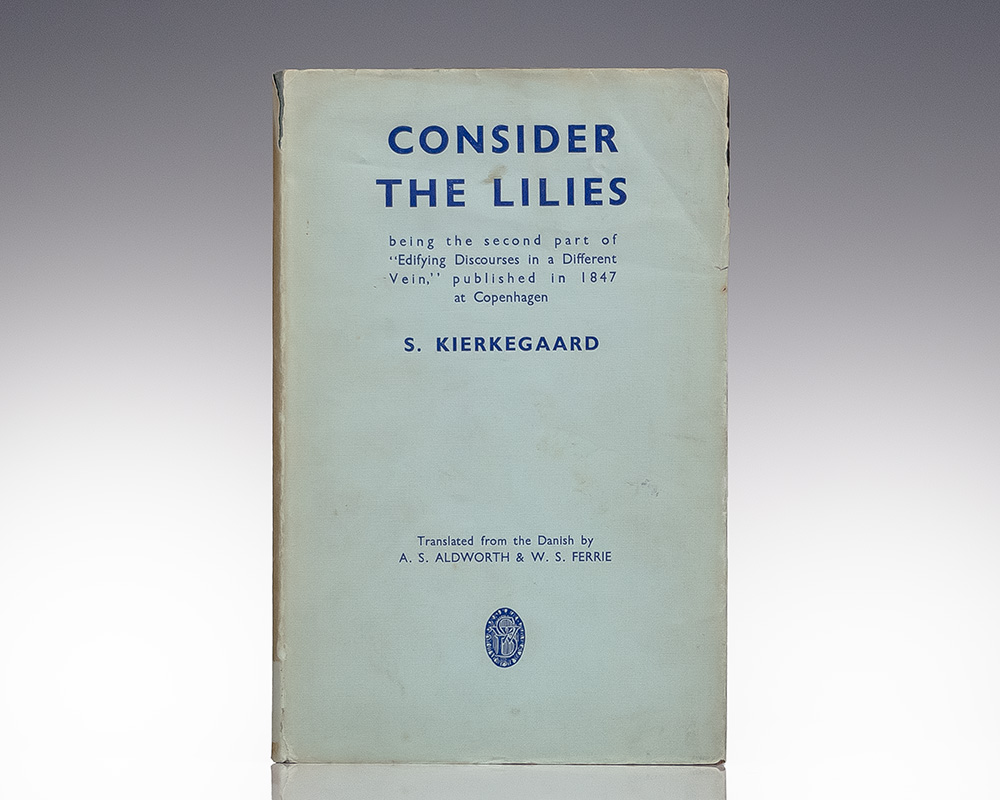 CONSIDER
THE LILIES
being the second part of
“Edifying Discourses in a Different
Vein,” published in 1847
at Copenhagen
S. KIERKEGAARD
Translated from the Danish by
A. S. ALDWORTH & W. S. FERRIE